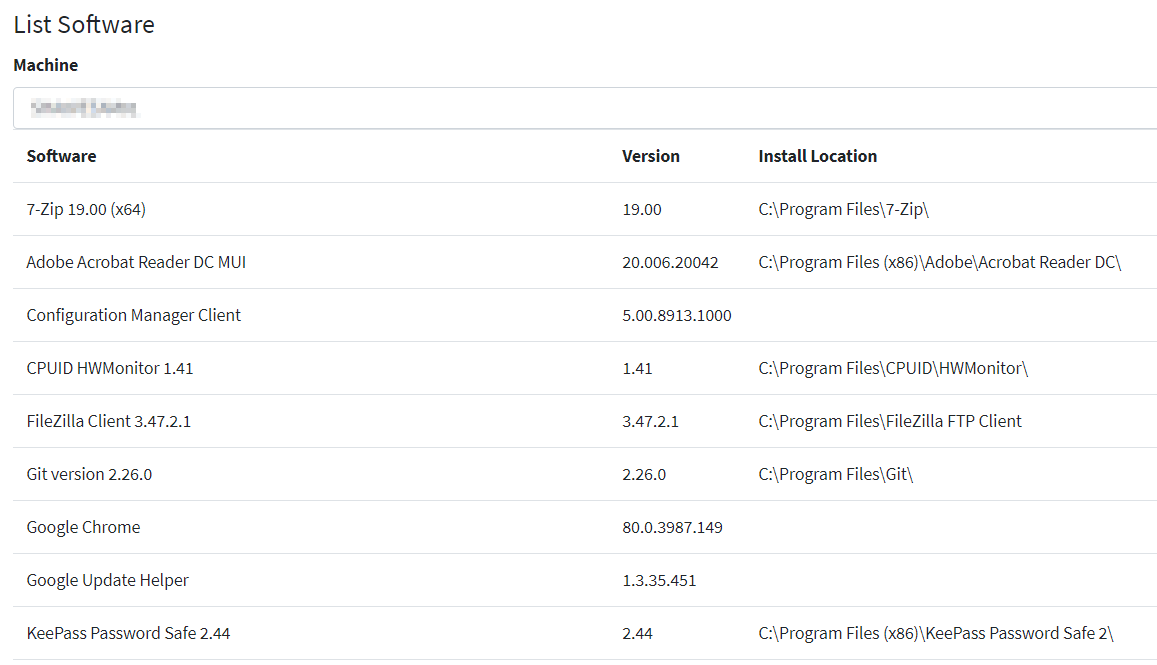 List Software
Machine
Software Version Install Location
7-Zip 19.00 (x64) 19.00 C:\Program Files\7-Zip\
Adobe Acrobat Reader DC MUI 20.006.20042 C:\Program Files (x86)\Adobe\Acrobat Reader DC\
Configuration Manager Client 5.00.8913.1000
CPUID HWMonitor 1.41 1.41 C:\Program Files\CPUID\HWMonitor\
FileZilla Client 3.47.2.1 3.47.2.1 C:\Program Files\FileZilla FTP Client
Git version 2.26.0 2.26.0 C:\Program Files\Git\
Google Chrome 80.0.3987.149
Google Update Helper 1.3.35.451
KeePass Password Safe 2.44 2.44 C:\Program Files (x86)\KeePass Password Safe 2\